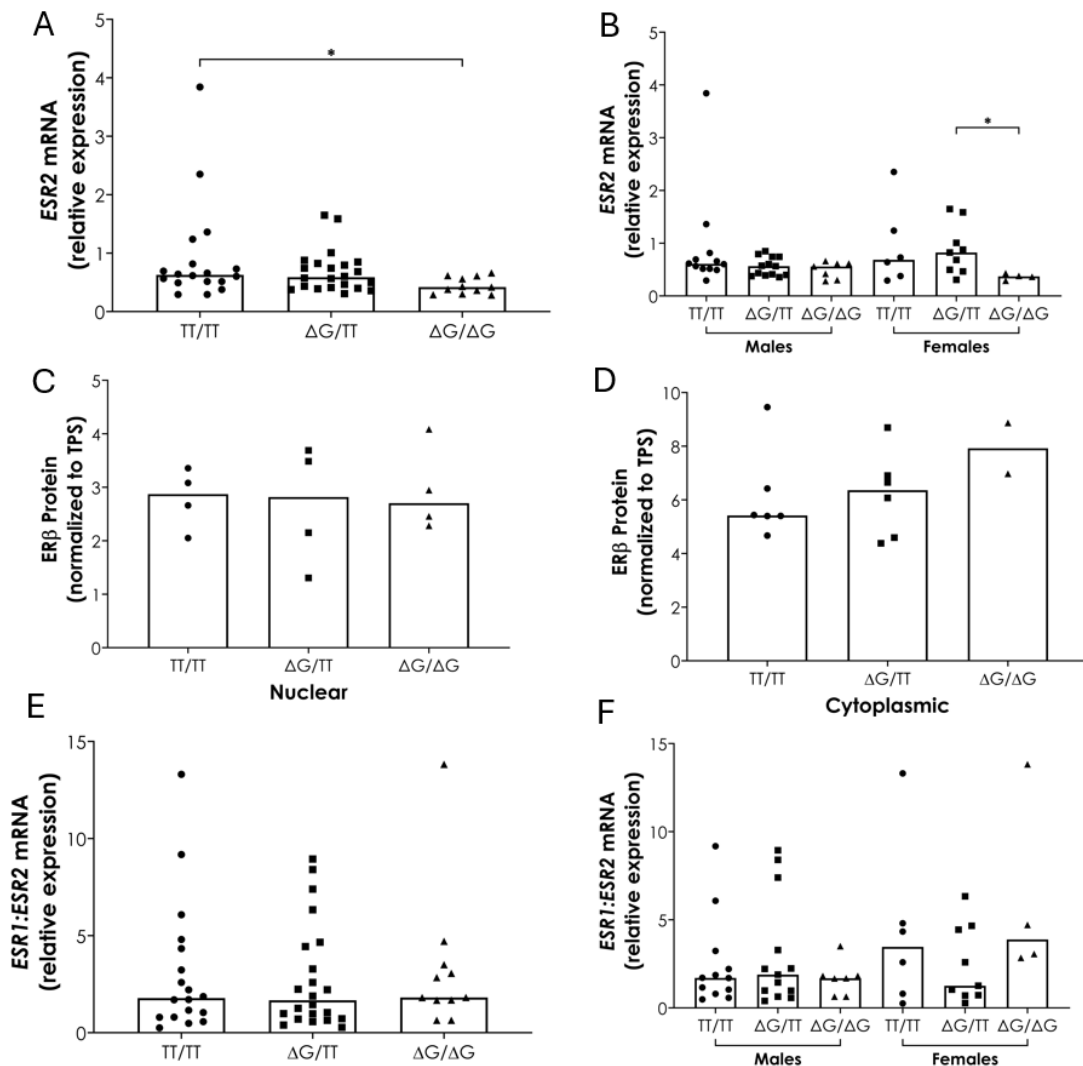 A
ESR2 mRNA
(relative expression)
5
4
3
2
1
0
*
TT/TT
ΔG/TT
ΔG/ΔG
B
ESR2 mRNA
(relative expression)
5
4
3
2
1
0
*
TT/TT
ΔG/TT
ΔG/ΔG
TT/TT
ΔG/TT
ΔG/ΔG
Males
Females
C
ERβ Protein
(normalized to TPS)
5
4
3
2
1
0
TT/TT
ΔG/TT
ΔG/ΔG
Nuclear
D
ERβ Protein
(normalized to TPS)
10
8
6
4
2
0
TT/TT
ΔG/TT
ΔG/ΔG
Cytoplasmic
E
ESR1:ESR2 mRNA
(relative expression)
15
10
5
0
TT/TT
ΔG/TT
ΔG/ΔG
F
ESR1:ESR2 mRNA
(relative expression)
15
10
5
0
TT/TT
ΔG/TT
ΔG/ΔG
TT/TT
ΔG/TT
ΔG/ΔG
Males
Females